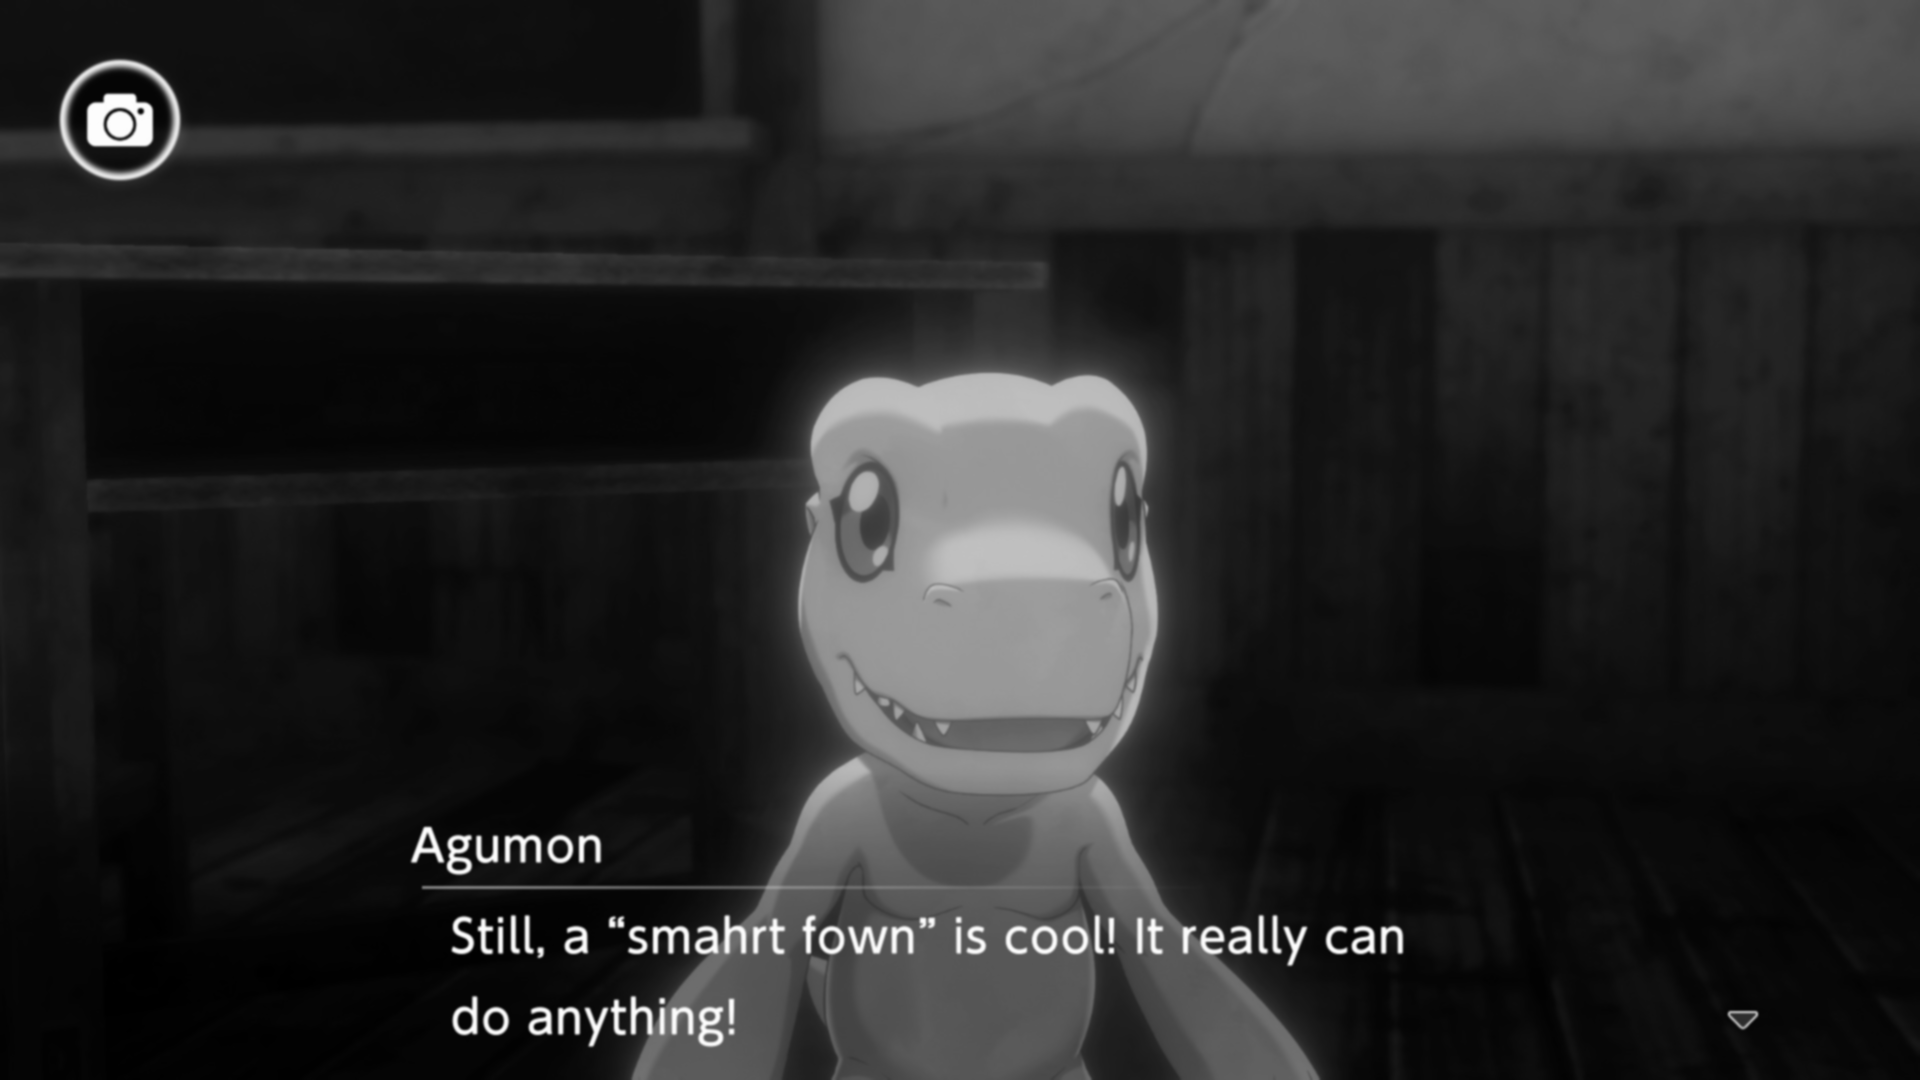 Agumon
Still, a “smahrt fown” is cool! It really can
do anything!